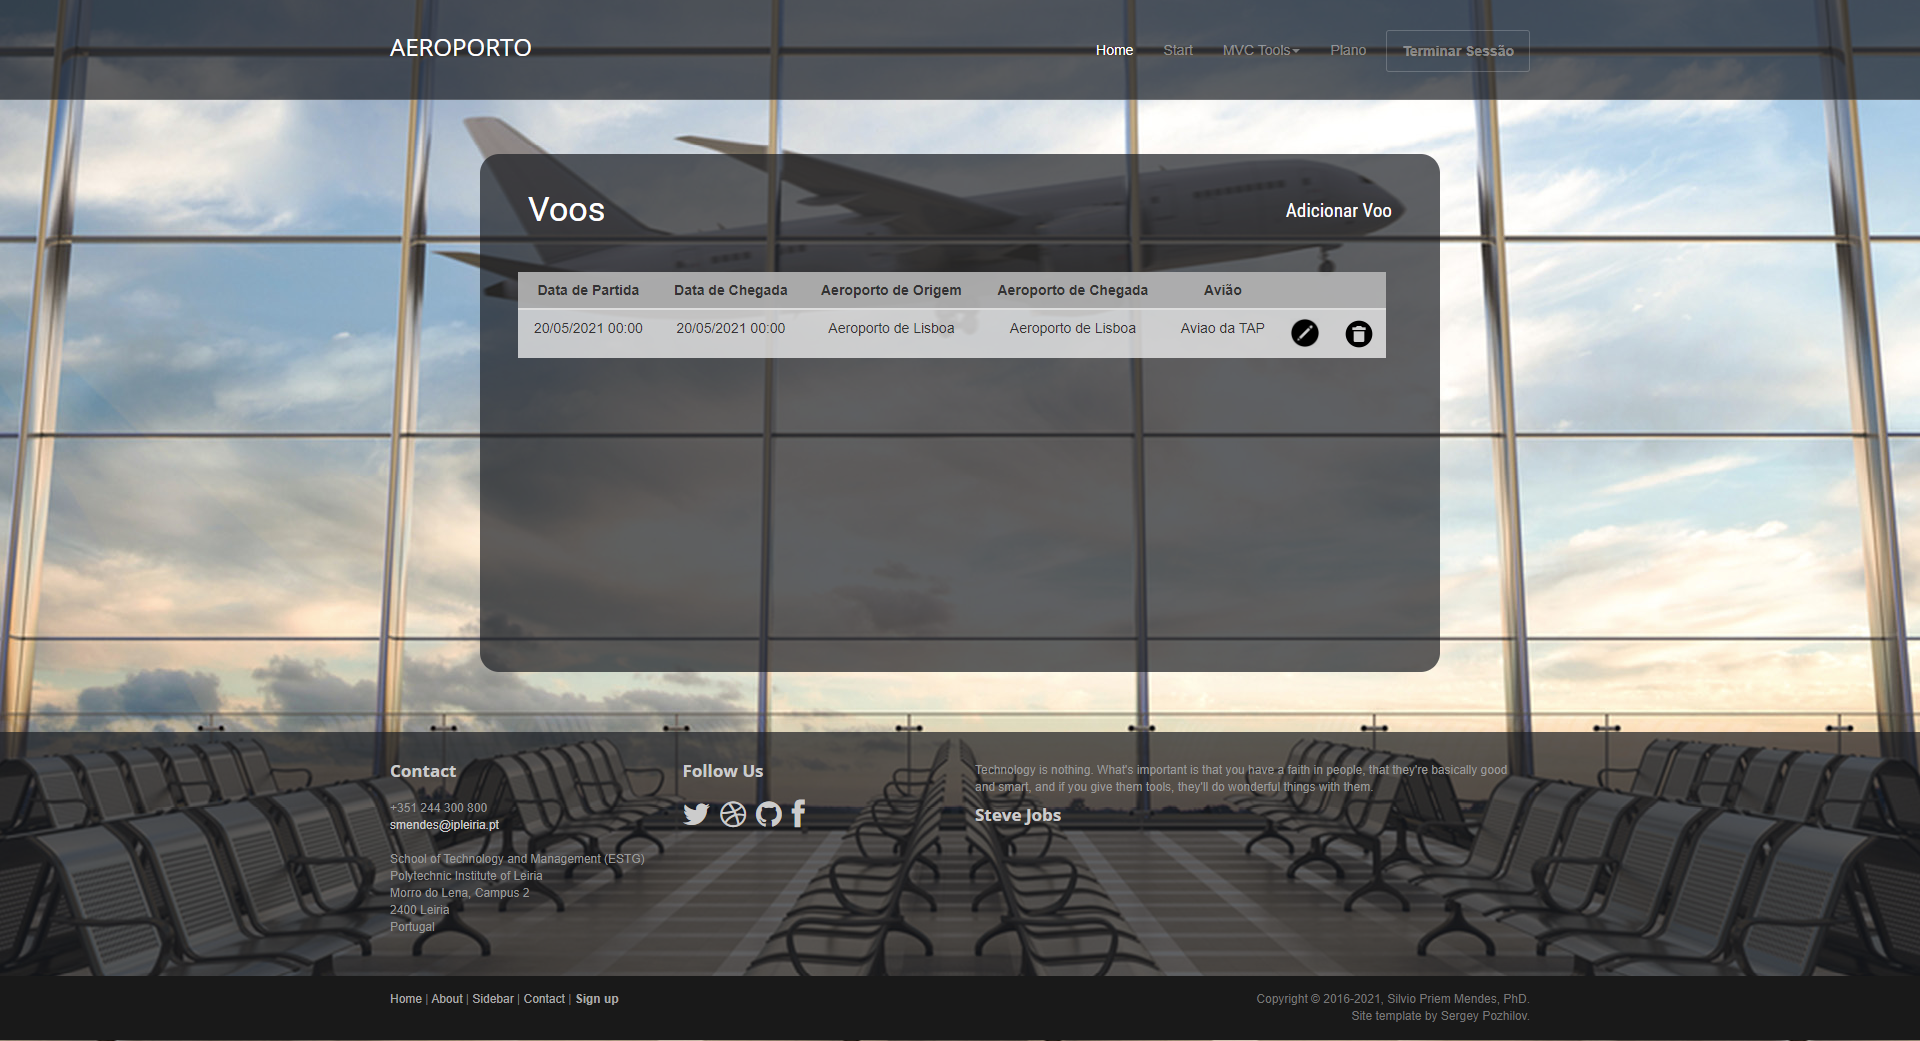 AEROPORTO
Home Start MVC Tools Plano Terminar Sessão
Voos
Adicionar Voo
Data de Partida Data de Chegada Aeroporto de Origem Aeroporto de Chegada Avião
20/05/2021 00:00 20/05/2021 00:00 Aeroporto de Lisboa Aeroporto de Lisboa Aviao da TAP
Contact
+351 244 300 800
smendes@ipleiria.pt
School of Technology and Management (ESTG)
Polytechnic Institute of Leiria
Morro do Lena, Campus 2
2400 Leiria
Portugal
Follow Us
Technology is nothing. What's important is that you have a faith in people, that they're basically good
and smart, and if you give them tools, they'll do wonderful things with them.
Steve Jobs
Home | About | Sidebar | Contact | Sign up
Copyright © 2016-2021, Silvio Priem Mendes, PhD.
Site template by Sergey Pozhilov.